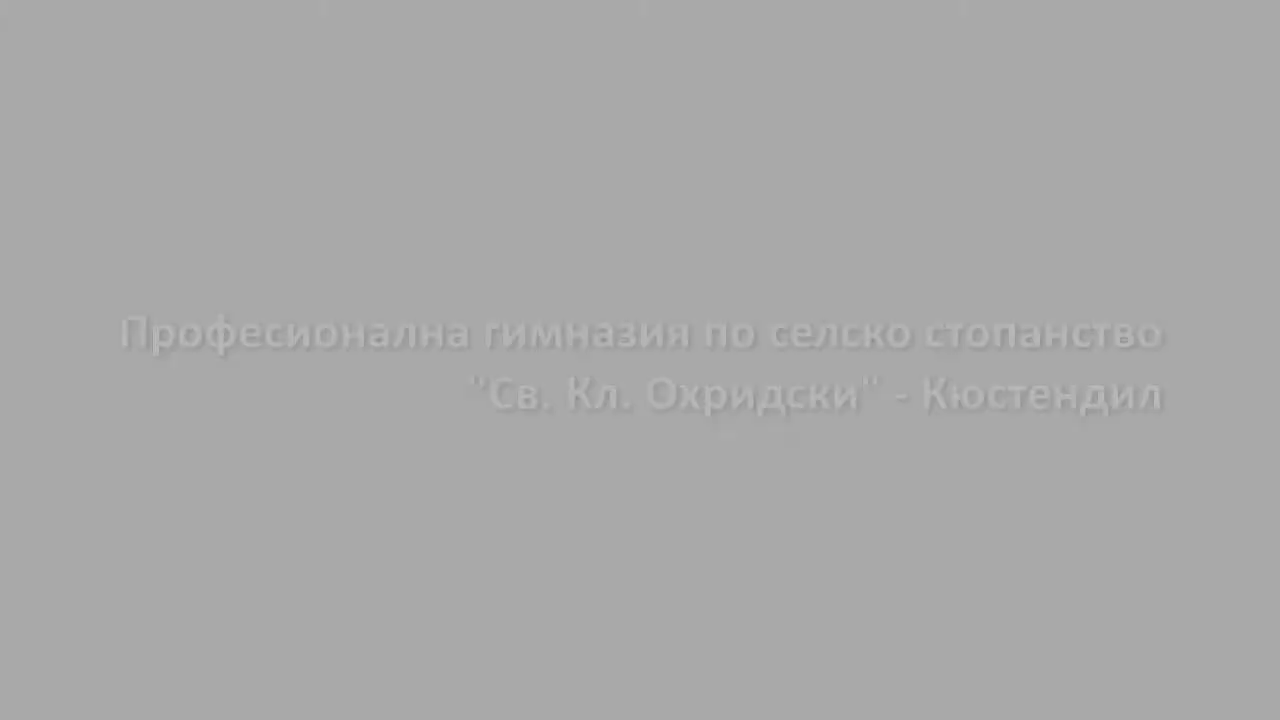 Професионална гимназия по селско стопанство
"Св. Кл. Охридски" - Кюстендил